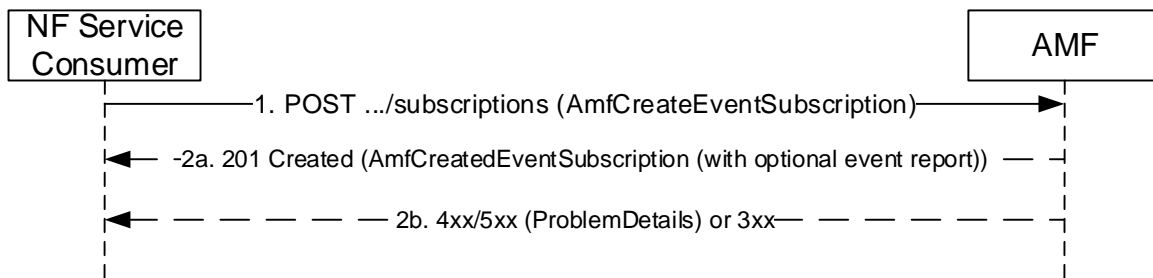 NF Service
Consumer
AMF
1. POST .../subscriptions (AmfCreateEventSubscription)
2a. 201 Created (AmfCreatedEventSubscription (with optional event report))
2b. 4xx/5xx (ProblemDetails) or 3xx